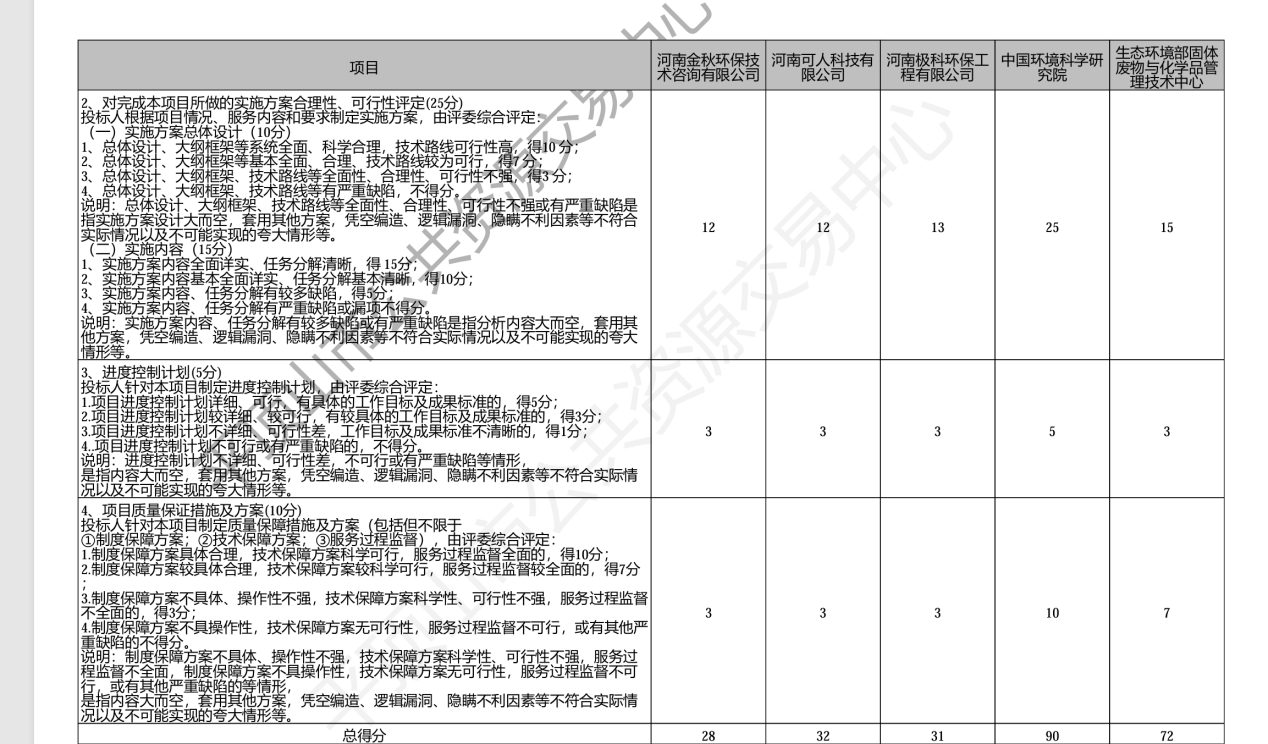 项目
河南金秋环保技术咨询有限公司
河南可人科技有限公司
河南极科环保工程有限公司
中国环境科学研究院
生态环境部固体废物与化学品管理技术中心
2、对完成本项目所做的实施方案合理性、可行性评定(25分)
投标人根据项目情况、服务内容和要求制定实施方案，由评委综合评定：
（一）实施方案总体设计（10分）
1、总体设计、大纲框架等系统全面、科学合理，技术路线可行性高，得10分；
2、总体设计、大纲框架等基本全面、合理、技术路线较为可行，得7分；
3、总体设计、大纲框架、技术路线等全面性、合理性、可行性不强，得3分；
4、总体设计、大纲框架、技术路线等有严重缺陷，不得分。
说明：总体设计、大纲框架、技术路线等全面性、合理性、可行性不强或有严重缺陷是
指实施方案设计大而空，套用其他方案，凭空编造、逻辑漏洞、隐瞒不利因素等不符合
实际情况以及不可能实现的夸大情形等。
（二）实施内容（15分）
1、实施方案内容全面详实、任务分解清晰，得15分；
2、实施方案内容基本全面详实、任务分解基本清晰，得10分；
3、实施方案内容、任务分解有较多缺陷，得5分；
4、实施方案内容、任务分解有严重缺陷或漏项不得分。
说明：实施方案内容、任务分解有较多缺陷或有严重缺陷是指分析内容大而空，套用其
他方案，凭空编造、逻辑漏洞、隐瞒不利因素等不符合实际情况以及不可能实现的夸大
情形等。
12
12
13
25
15
3、进度控制计划(5分)
投标人针对本项目制定进度控制计划，由评委综合评定：
1.项目进度控制计划详细、可行，有具体的工作目标及成果标准的，得5分；
2.项目进度控制计划较详细、较可行，有较具体的工作目标及成果标准的，得3分；
3.项目进度控制计划不详细、可行性差，工作目标及成果标准不清晰的，得1分；
4..项目进度控制计划不可行或有严重缺陷的，不得分。
说明：进度控制计划不详细、可行性差，不可行或有严重缺陷等情形，
是指内容大而空，套用其他方案，凭空编造、逻辑漏洞、隐瞒不利因素等不符合实际情
况以及不可能实现的夸大情形等。
3
3
3
5
3
4、项目质量保证措施及方案(10分)
投标人针对本项目制定质量保障措施及方案（包括但不限于
①制度保障方案；②技术保障方案；③服务过程监督），由评委综合评定：
1.制度保障方案具体合理，技术保障方案科学可行，服务过程监督全面的，得10分；
2.制度保障方案较具体合理，技术保障方案较科学可行，服务过程监督较全面的，得7分
；
3.制度保障方案不具体、操作性不强，技术保障方案科学性、可行性不强，服务过程监督
不全面的，得3分；
4.制度保障方案不具操作性，技术保障方案无可行性，服务过程监督不可行，或有其他严
重缺陷的不得分。
说明：制度保障方案不具体、操作性不强，技术保障方案科学性、可行性不强，服务过
程监督不全面，制度保障方案不具操作性，技术保障方案无可行性，服务过程监督不可
行，或有其他严重缺陷的等情形，
是指内容大而空，套用其他方案，凭空编造、逻辑漏洞、隐瞒不利因素等不符合实际情
况以及不可能实现的夸大情形等。
3
3
3
10
7
总得分
28
32
31
90
72
平顶山市公共资源交易中心
平顶山市公共资源交易中心